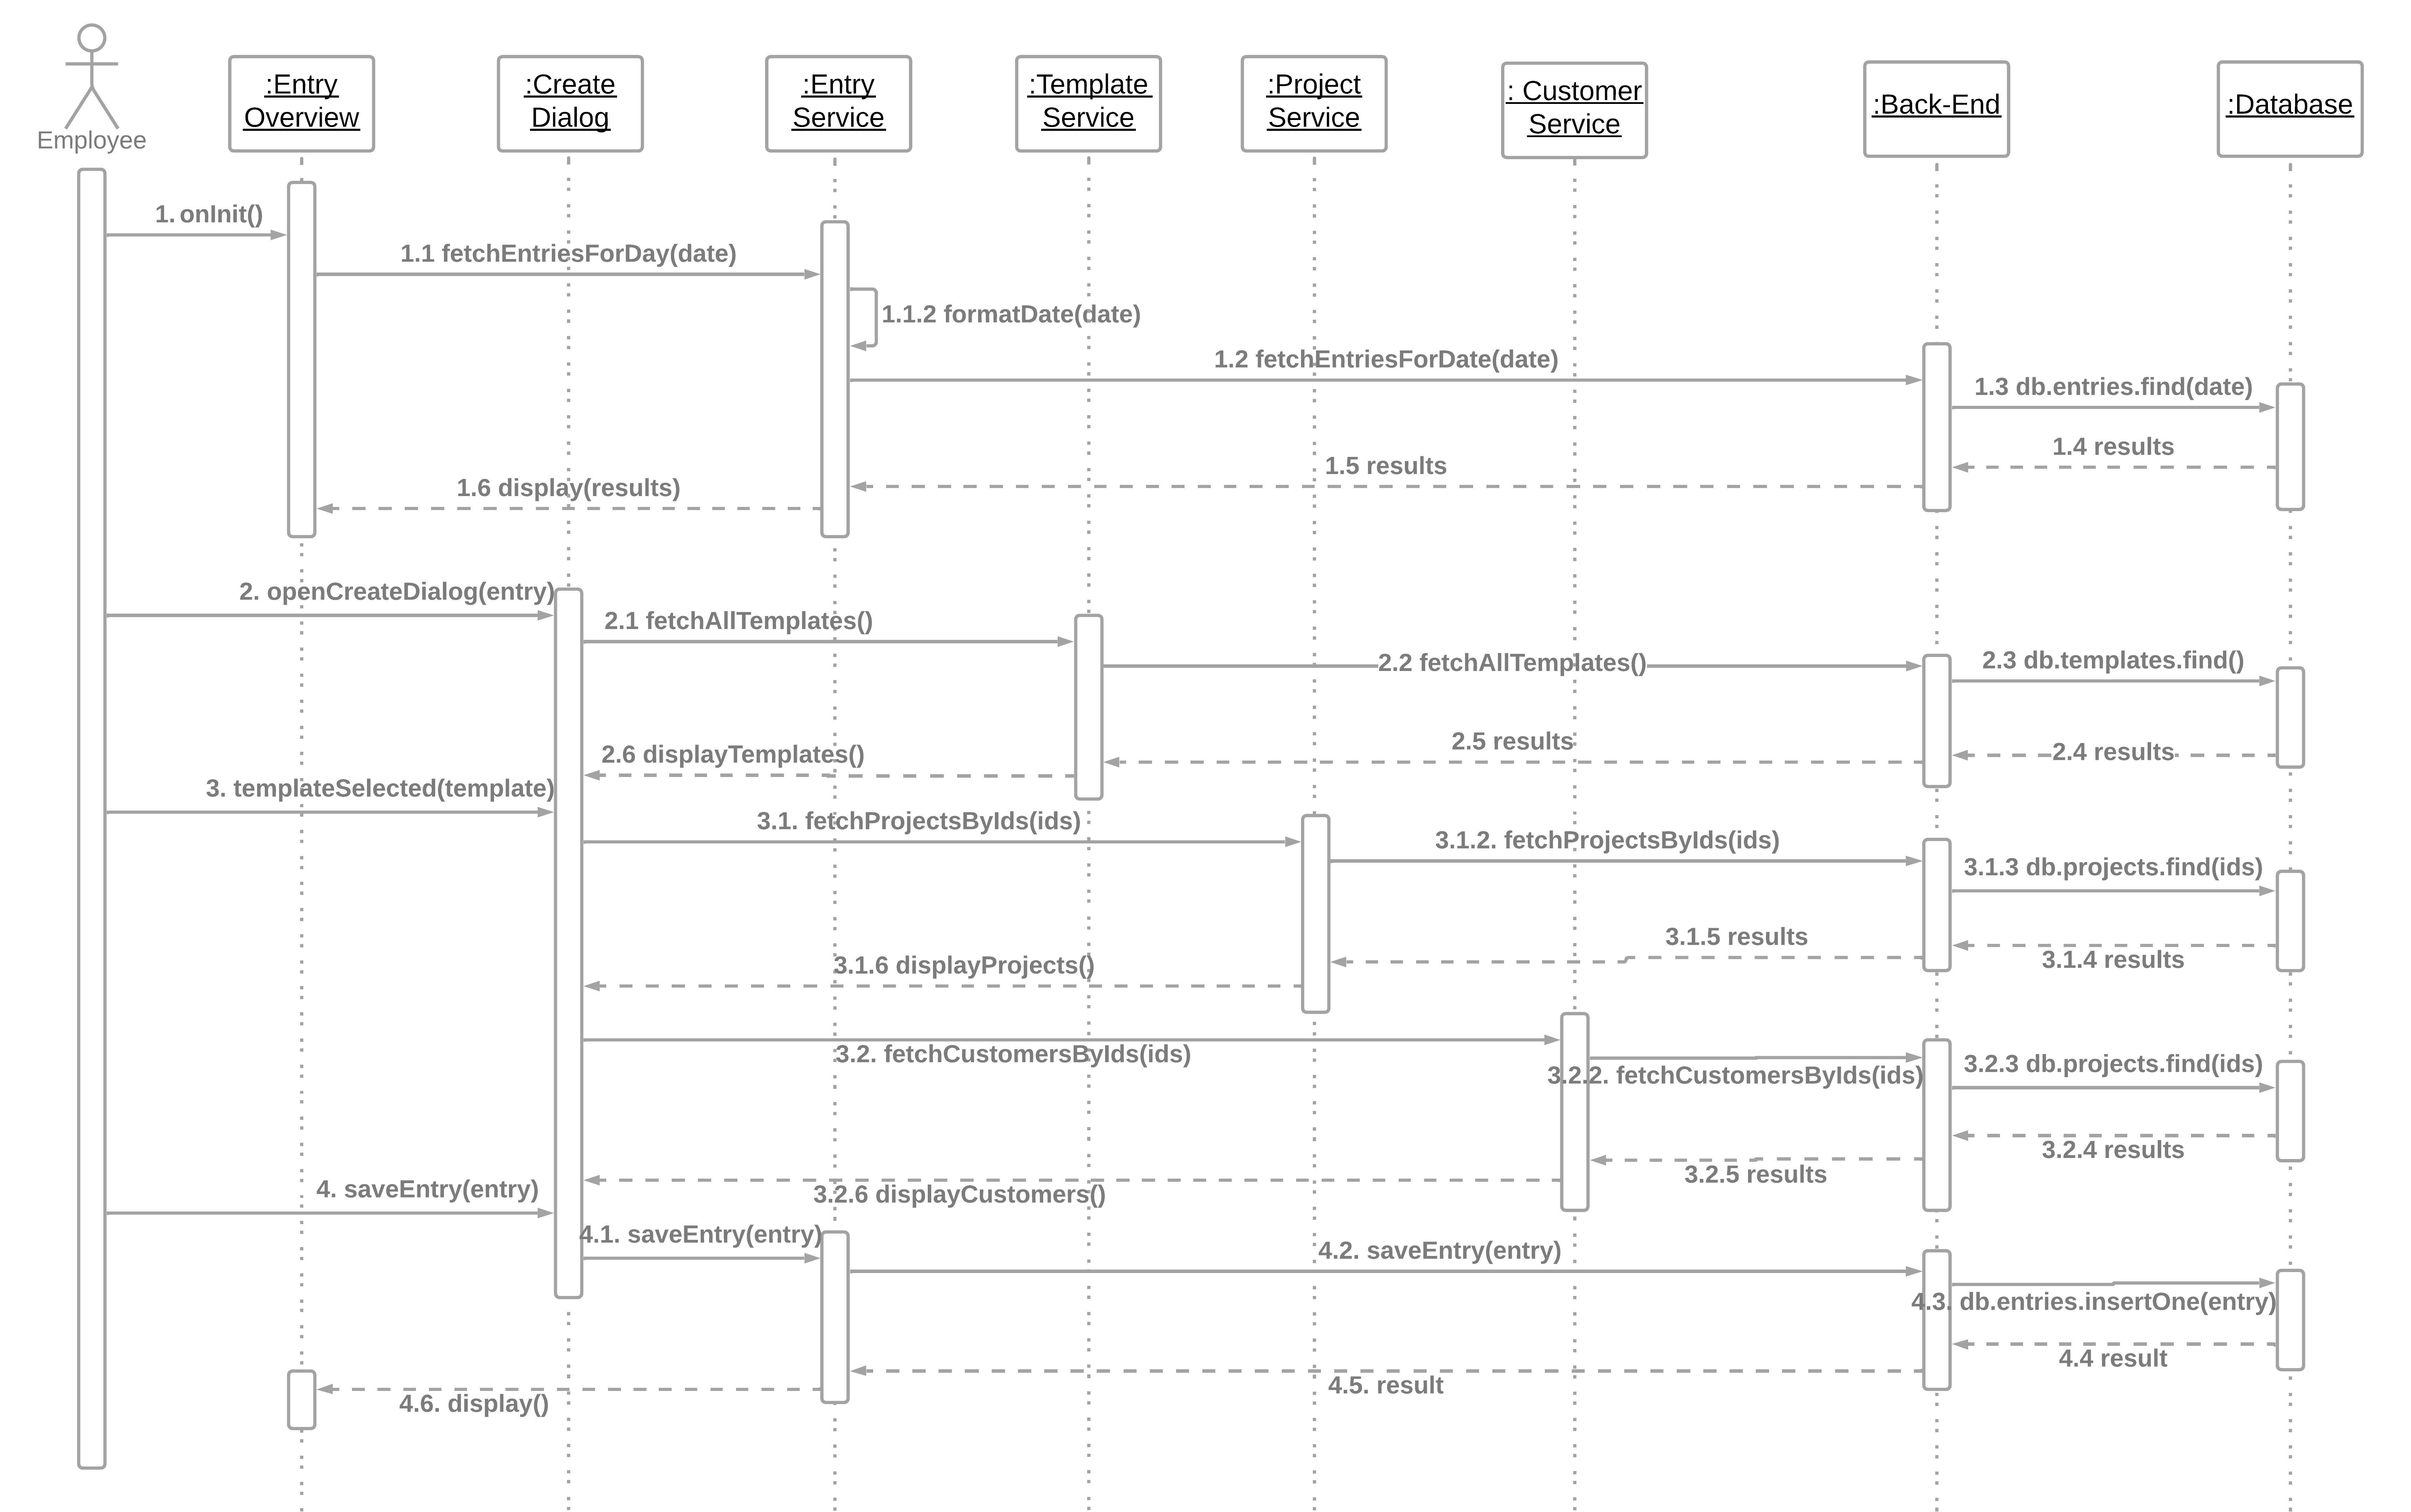 Employee
:Entry
Overview
:Create
Dialog
:Entry
Service
:Template
Service
:Project
Service
: Customer
Service
:Back-End
:Database
1. onInit()
1.1 fetchEntriesForDay(date)
1.1.2 formatDate(date)
1.2 fetchEntriesForDate(date)
1.3 db.entries.find(date)
1.4 results
1.5 results
1.6 display(results)
2. openCreateDialog(entry)
2.1 fetchAllTemplates()
2.2 fetchAllTemplates()
2.3 db.templates.find()
2.4 results
2.5 results
2.6 displayTemplates()
3. templateSelected(template)
3.1. fetchProjectsByIds(ids)
3.1.2. fetchProjectsByIds(ids)
3.1.3 db.projects.find(ids)
3.1.4 results
3.1.5 results
3.1.6 displayProjects()
3.2. fetchCustomersByIds(ids)
3.2.2. fetchCustomersByIds(ids)
3.2.3 db.projects.find(ids)
3.2.4 results
3.2.5 results
3.2.6 displayCustomers()
4. saveEntry(entry)
4.1. saveEntry(entry)
4.2. saveEntry(entry)
4.3. db.entries.insertOne(entry)
4.4 result
4.5. result
4.6. display()